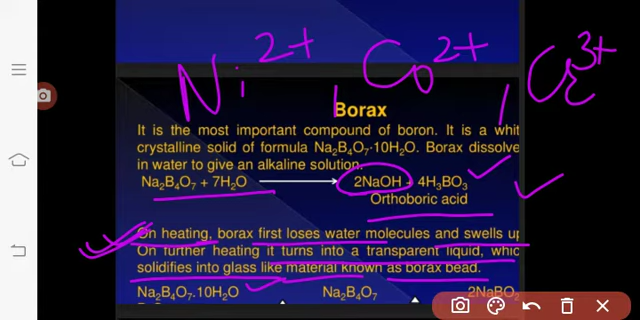 Ni²⁺, Co²⁺, Cr³⁺
Borax
It is the most important compound of boron. It is a whit
crystalline solid of formula Na₂B₄O₇·10H₂O. Borax dissolve
in water to give an alkaline solution.
Na₂B₄O₇ + 7H₂O ⟶ 2NaOH + 4H₃BO₃
Orthoboric acid
On heating, borax first loses water molecules and swells up
On further heating it turns into a transparent liquid, whic
solidifies into glass like material known as borax bead.
Na₂B₄O₇.10H₂O Na₂B₄O₇ 2NaBO₂